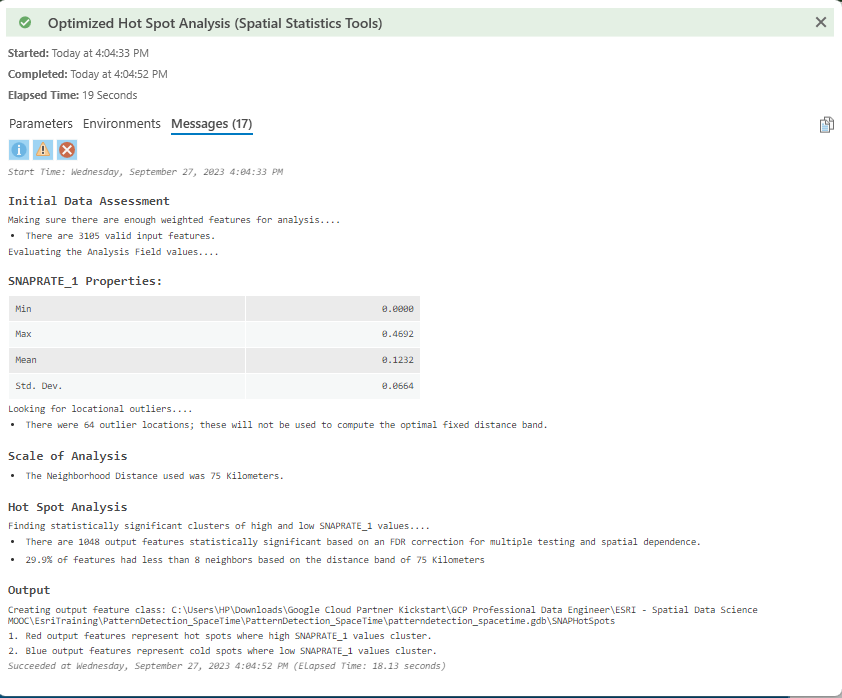 Optimized Hot Spot Analysis (Spatial Statistics Tools)
Started: Today at 4:04:33 PM
Completed: Today at 4:04:52 PM
Elapsed Time: 19 Seconds
Parameters Environments Messages (17)
Start Time: Wednesday, September 27, 2023 4:04:33 PM
Initial Data Assessment
Making sure there are enough weighted features for analysis....
• There are 3105 valid input features.
Evaluating the Analysis Field values....
SNAPRATE_1 Properties:
Min 0.0000
Max 0.4692
Mean 0.1232
Std. Dev. 0.0664
Looking for locational outliers....
• There were 64 outlier locations; these will not be used to compute the optimal fixed distance band.
Scale of Analysis
• The Neighborhood Distance used was 75 Kilometers.
Hot Spot Analysis
Finding statistically significant clusters of high and low SNAPRATE_1 values....
• There are 1048 output features statistically significant based on an FDR correction for multiple testing and spatial dependence.
• 29.9% of features had less than 8 neighbors based on the distance band of 75 Kilometers
Output
Creating output feature class: C:\Users\HP\Downloads\Google Cloud Partner Kickstart\GCP Professional Data Engineer\ESRI - Spatial Data Science
MOOC\EsriTraining\PatternDetection_SpaceTime\PatternDetection_SpaceTime\patterndetection_spacetime.gdb\SNAPHotSpots
1. Red output features represent hot spots where high SNAPRATE_1 values cluster.
2. Blue output features represent cold spots where low SNAPRATE_1 values cluster.
Succeeded at Wednesday, September 27, 2023 4:04:52 PM (Elapsed Time: 18.13 seconds)